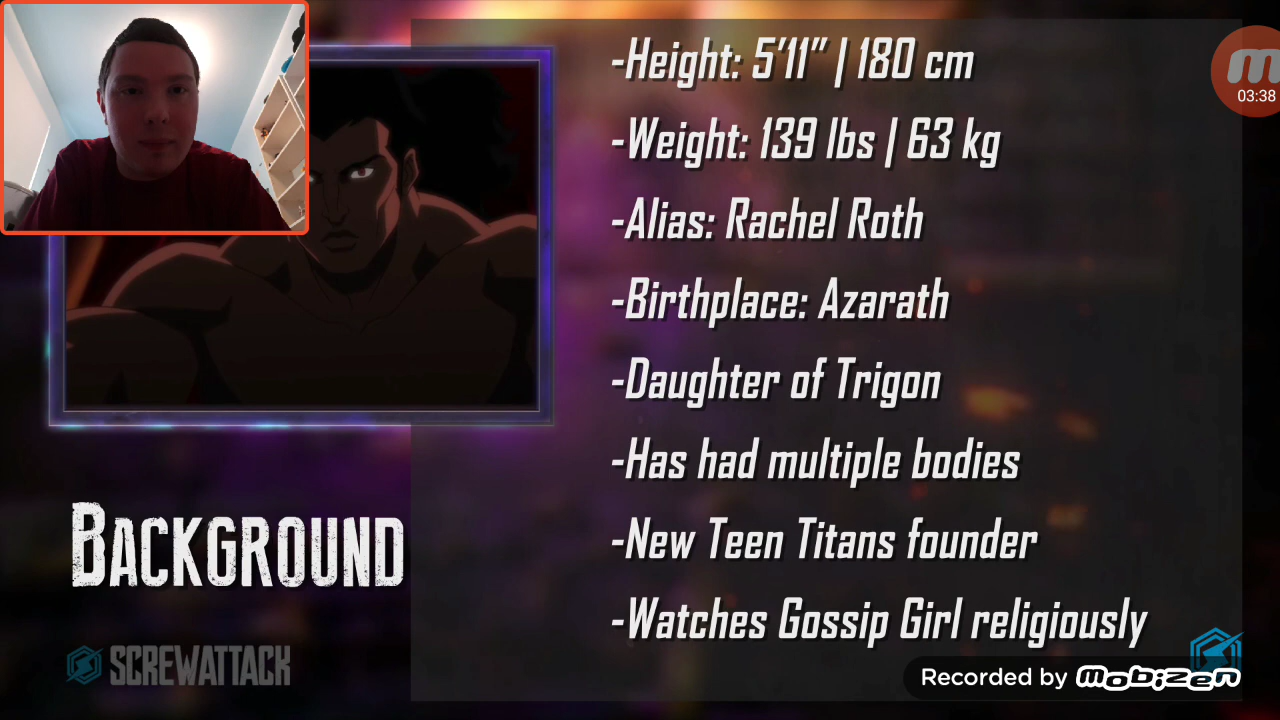 -Height: 5'11" | 180 cm
-Weight: 139 lbs | 63 kg
-Alias: Rachel Roth
-Birthplace: Azarath
-Daughter of Trigon
-Has had multiple bodies
-New Teen Titans founder
-Watches Gossip Girl religiously
BACKGROUND
SCREWATTACK
03:38
Recorded by mobizen